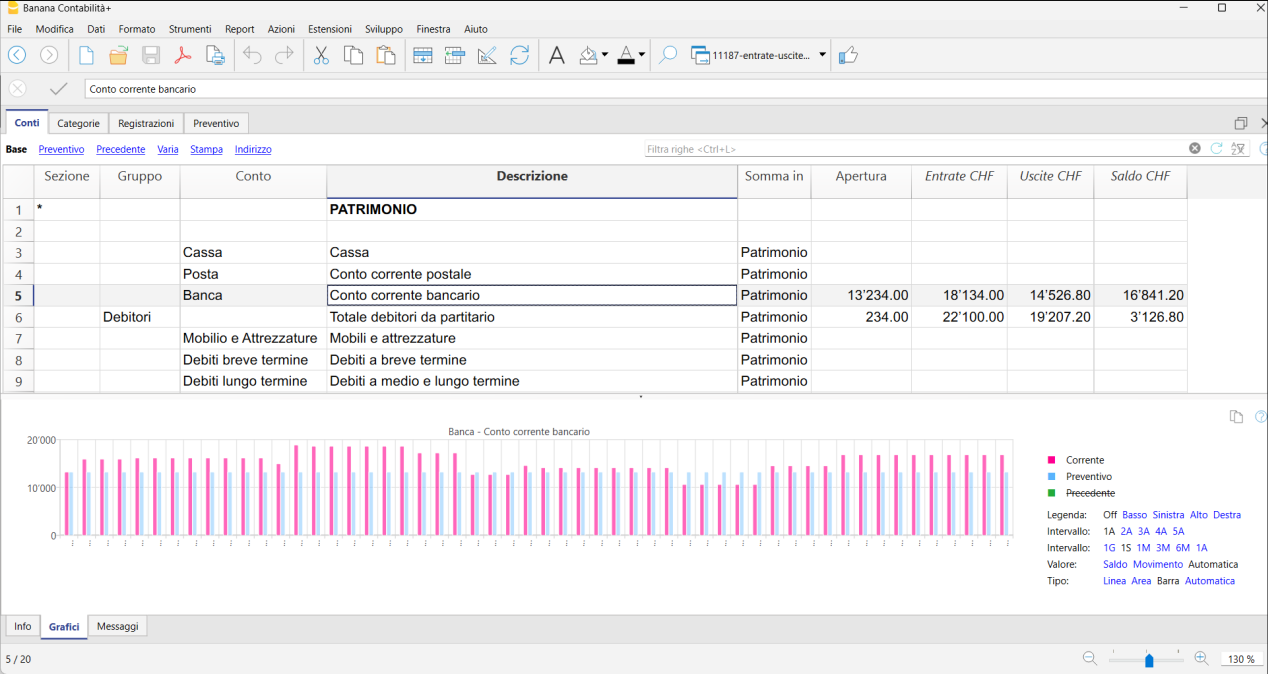 Banana Contabilità+
File Modifica Dati Formato Strumenti Report Azioni Estensioni Sviluppo Finestra Aiuto
11187-entrate-uscite...
Conto corrente bancario
Conti Categorie Registrazioni Preventivo
Base Preventivo Precedente Varia Stampa Indirizzo Filtra righe <Ctrl+L>
Sezione Gruppo Conto Descrizione Somma in Apertura Entrate CHF Uscite CHF Saldo CHF
1 * PATRIMONIO
2
3 Cassa Cassa Patrimonio
4 Posta Conto corrente postale Patrimonio
5 Banca Conto corrente bancario Patrimonio 13'234.00 18'134.00 14'526.80 16'841.20
6 Debitori Totale debitori da partitario Patrimonio 234.00 22'100.00 19'207.20 3'126.80
7 Mobilio e Attrezzature Mobili e attrezzature Patrimonio
8 Debiti breve termine Debiti a breve termine Patrimonio
9 Debiti lungo termine Debiti a medio e lungo termine Patrimonio
Banca - Conto corrente bancario
20'000
10'000
0
Corrente
Preventivo
Precedente
Legenda: Off Basso Sinistra Alto Destra
Intervallo: 1A 2A 3A 4A 5A
Intervallo: 1G 1S 1M 3M 6M 1A
Valore: Saldo Movimento Automatica
Tipo: Linea Area Barra Automatica
Info Grafici Messaggi
5 / 20
130 %